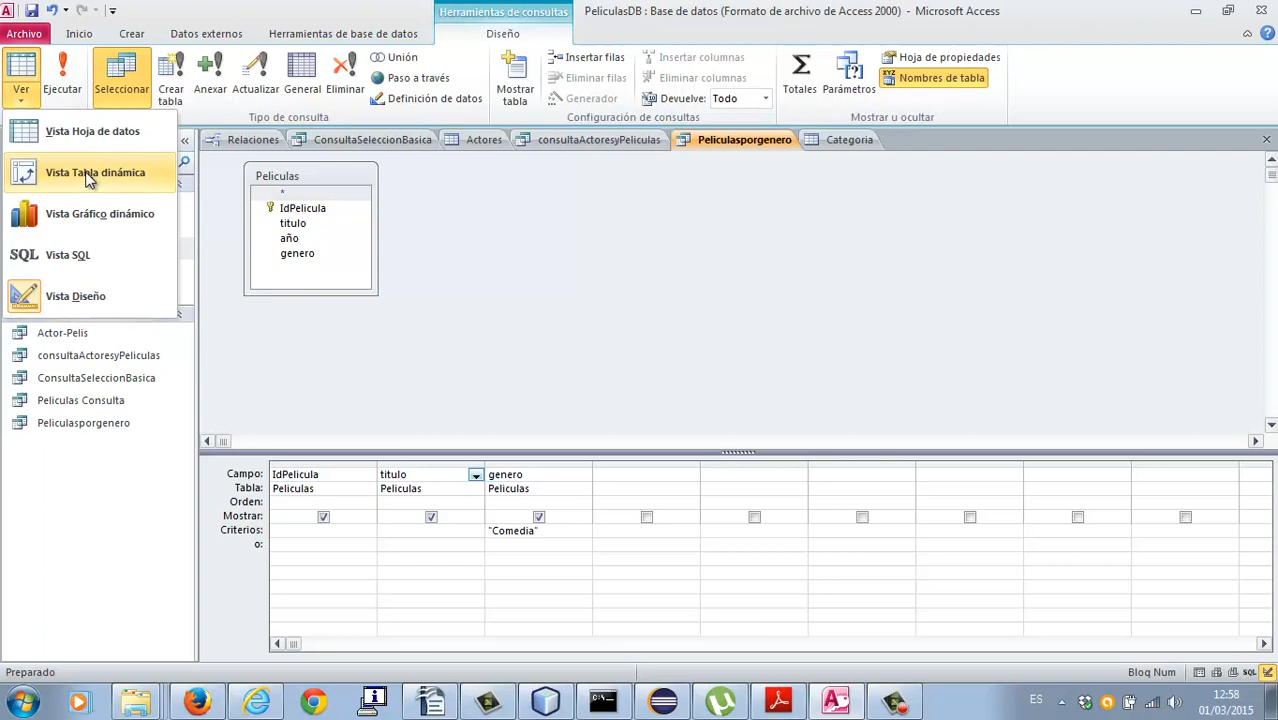 Herramientas de consultas
PeliculasDB : Base de datos (Formato de archivo de Access 2000) - Microsoft Access
Archivo Inicio Crear Datos externos Herramientas de base de datos Diseño
Ver
Ejecutar
Seleccionar
Crear tabla
Anexar
Actualizar
General
Eliminar
Unión
Paso a través
Definición de datos
Mostrar tabla
Insertar filas
Eliminar filas
Generador
Insertar columnas
Eliminar columnas
Devuelve: Todo
Totales
Parámetros
Hoja de propiedades
XYZ Nombres de tabla
Tipo de consulta
Configuración de consultas
Mostrar u ocultar
Vista Hoja de datos
Vista Tabla dinámica
Vista Gráfico dinámico
SQL Vista SQL
Vista Diseño
Relaciones ConsultaSeleccionBasica Actores consultaActoresyPeliculas Peliculasporgenero Categoria
Peliculas
*
IdPelicula
titulo
año
genero
Actor-Pelis
consultaActoresyPeliculas
ConsultaSeleccionBasica
Peliculas Consulta
Peliculasporgenero
Campo: IdPelicula titulo genero
Tabla: Peliculas Peliculas Peliculas
Orden:
Mostrar:
Criterios: "Comedia"
o:
Preparado
Bloq Num
SQL
ES
12:58
01/03/2015